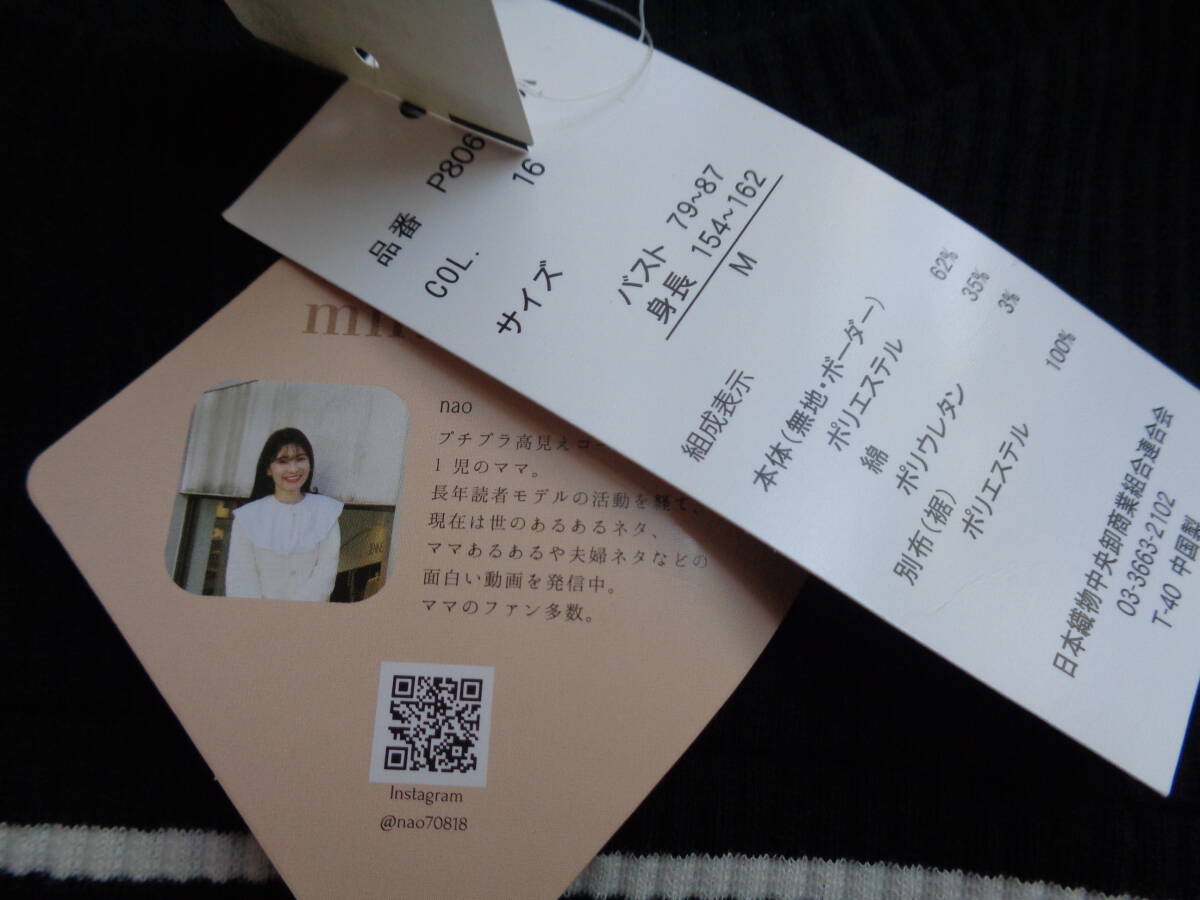 品番 P806
COL. 16
サイズ
バスト 79~87
身長 154~162
M
組成表示
本体(無地・ボーダー)
ポリエステル 62%
綿 35%
ポリウレタン 3%
別布(裾)
ポリエステル 100%
日本織物中央卸商業組合連合会
03-3663-2102
T-40 中国製
nao
プチプラ高見えコー
1児のママ。
長年読者モデルの活動を経て、
現在は世のあるあるネタ、
ママあるあるや夫婦ネタなどの
面白い動画を発信中。
ママのファン多数。
Instagram
@nao70818